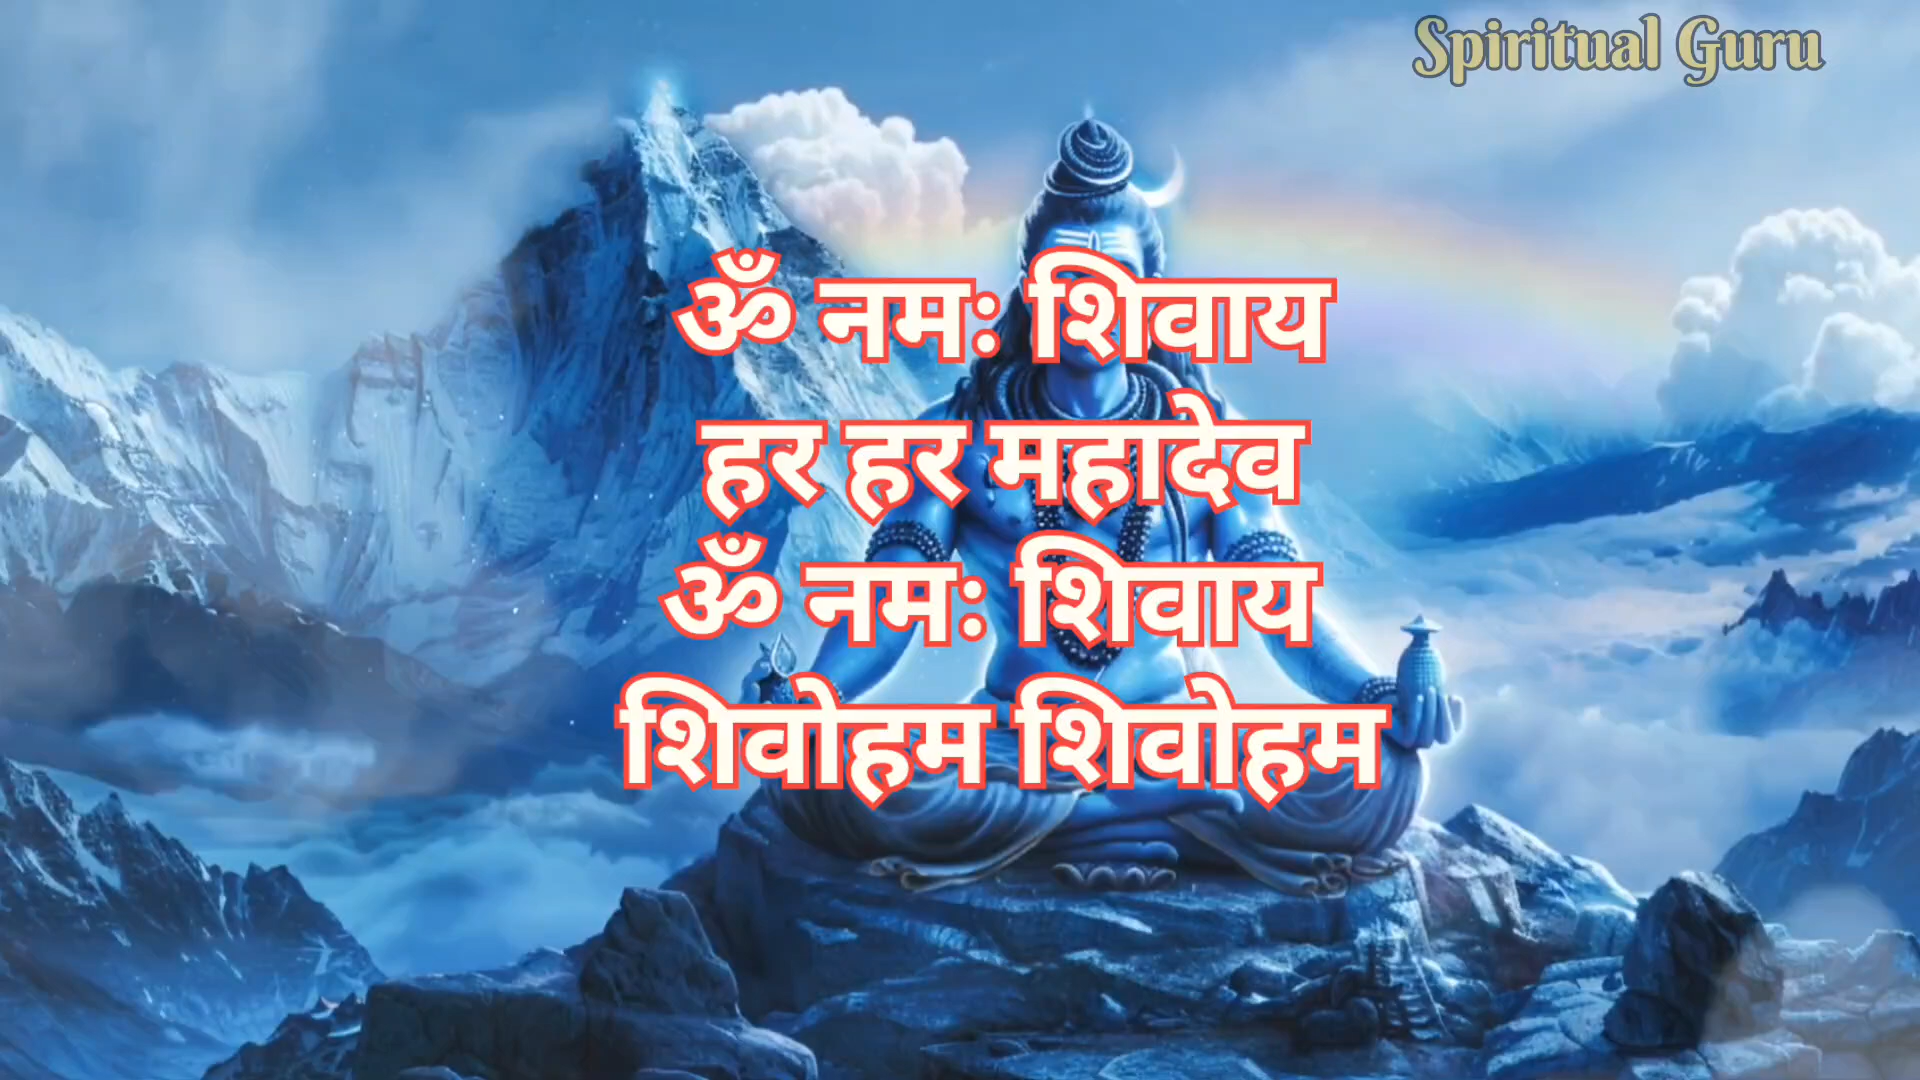 Spiritual Guru
ॐ नमः शिवाय
हर हर महादेव
ॐ नमः शिवाय
शिवोहम शिवोहम